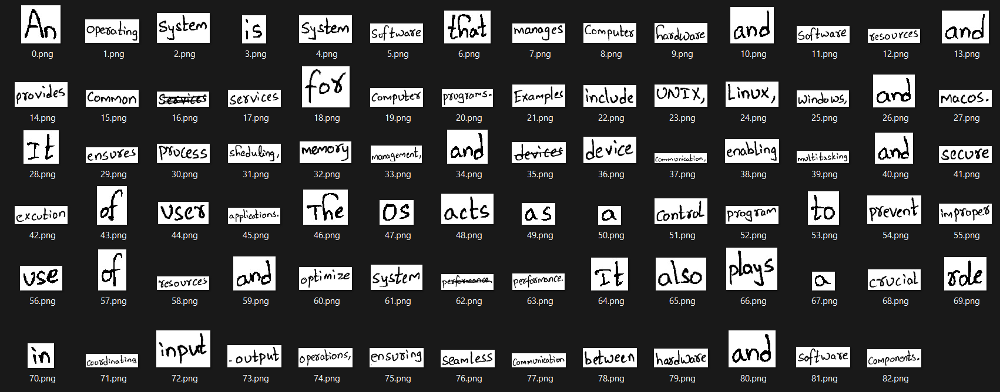 An operating system is system software that manages computer hardware and software resources and
0.png 1.png 2.png 3.png 4.png 5.png 6.png 7.png 8.png 9.png 10.png 11.png 12.png 13.png
provides common services services for computer programs. Examples include UNIX, Linux, windows, and macos.
14.png 15.png 16.png 17.png 18.png 19.png 20.png 21.png 22.png 23.png 24.png 25.png 26.png 27.png
It ensures process sheduling, memory management, and devices device communication, enabling multitasking and secure
28.png 29.png 30.png 31.png 32.png 33.png 34.png 35.png 36.png 37.png 38.png 39.png 40.png 41.png
excution of user applications. The OS acts as a control program to prevent improper
42.png 43.png 44.png 45.png 46.png 47.png 48.png 49.png 50.png 51.png 52.png 53.png 54.png 55.png
use of resources and optimize system performance. performance. It also plays a crucial role
56.png 57.png 58.png 59.png 60.png 61.png 62.png 63.png 64.png 65.png 66.png 67.png 68.png 69.png
in coordinating input -output operations, ensuring seamless communication between hardware and software components.
70.png 71.png 72.png 73.png 74.png 75.png 76.png 77.png 78.png 79.png 80.png 81.png 82.png